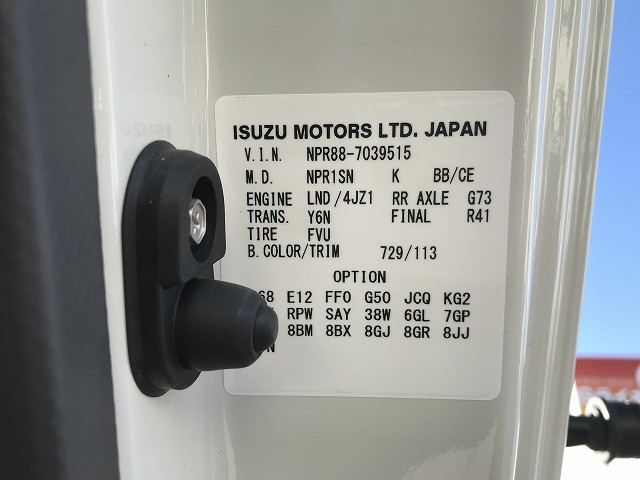 ISUZU MOTORS LTD. JAPAN
V.I.N. NPR88-7039515
M.D. NPR1SN K BB/CE
ENGINE LND/4JZ1 RR AXLE G73
TRANS. Y6N FINAL R41
TIRE FVU
B.COLOR/TRIM 729/113
OPTION
E12 FF0 G50 JCQ KG2
RPW SAY 38W 6GL 7GP
8BM 8BX 8GJ 8GR 8JJ